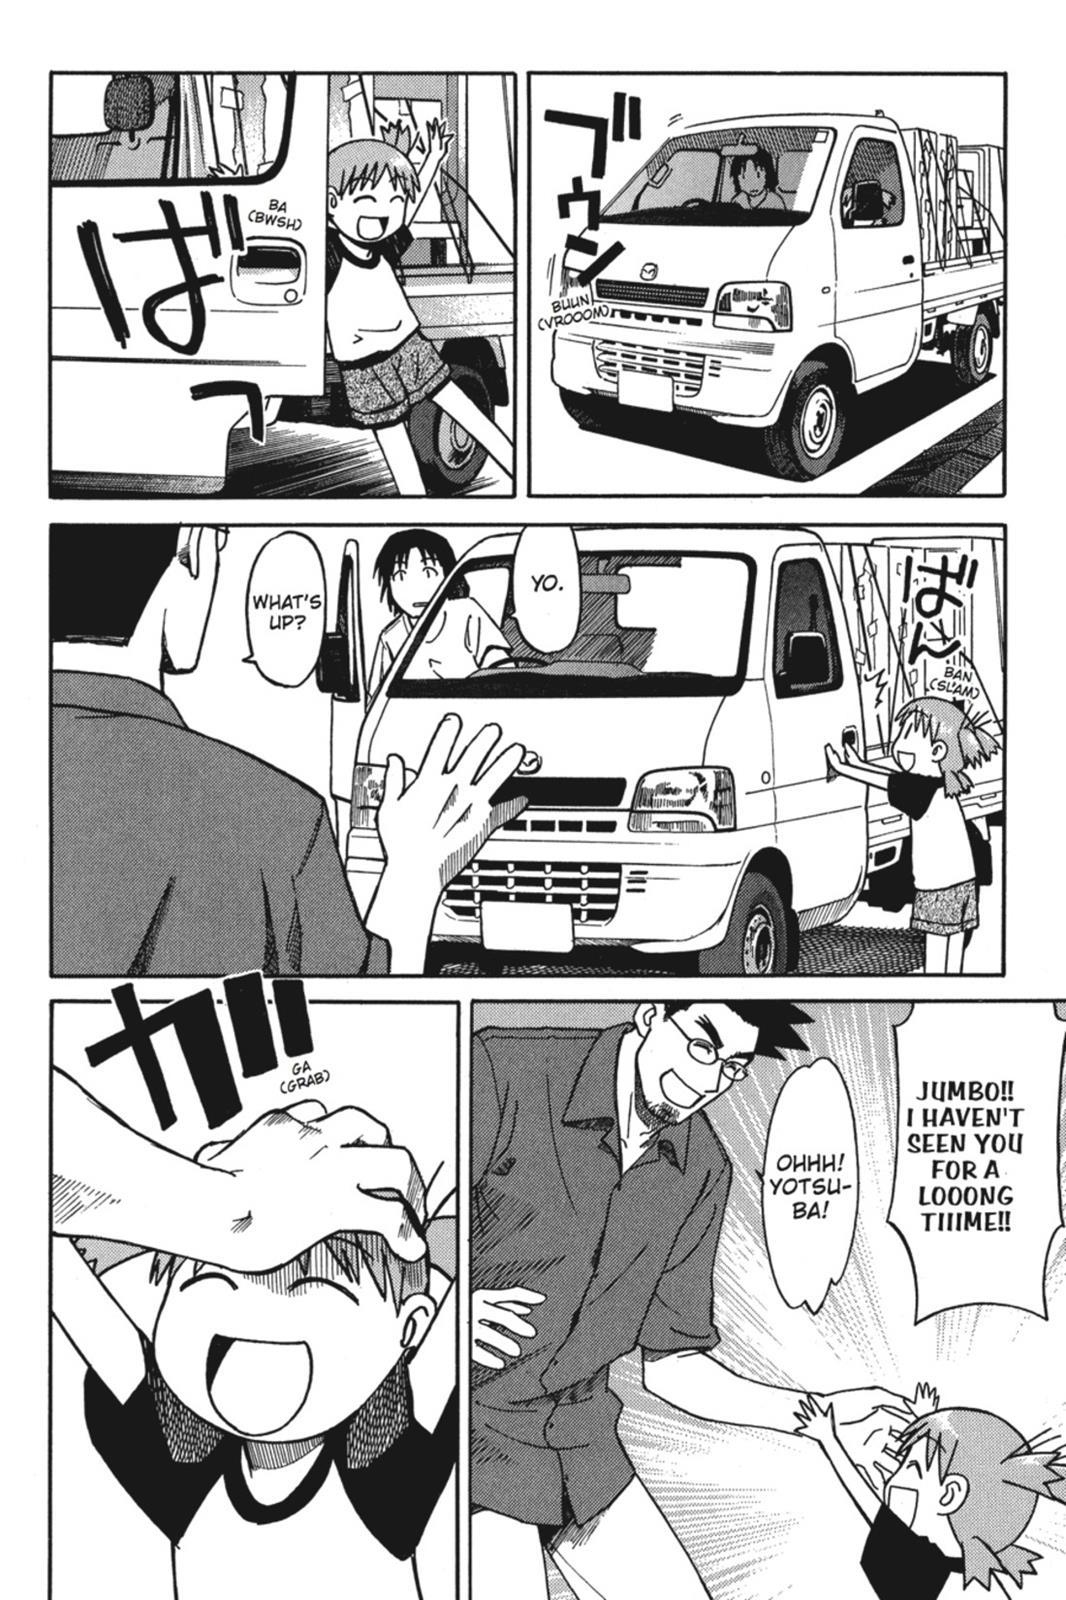 ブゥン
BUUN
(VROOOM)
ばっ
BA
(BWSH)
ばん
BAN
(SLAM)
YO.
WHAT'S
UP?
JUMBO!!
I HAVEN'T
SEEN YOU
FOR A
LOOONG
TIIIME!!
OHHH!
YOTSU-
BA!
ガッ
GA
(GRAB)